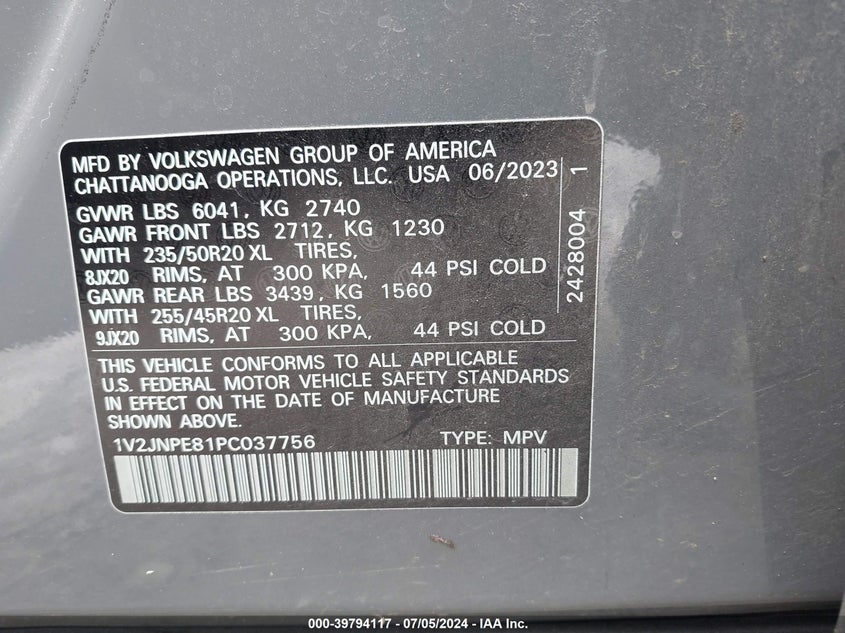 MFD BY VOLKSWAGEN GROUP OF AMERICA
CHATTANOOGA OPERATIONS, LLC. USA 06/2023
GVWR LBS 6041, KG 2740
GAWR FRONT LBS 2712, KG 1230
WITH 235/50R20 XL TIRES,
8JX20 RIMS, AT 300 KPA, 44 PSI COLD
GAWR REAR LBS 3439, KG 1560
WITH 255/45R20 XL TIRES,
9JX20 RIMS, AT 300 KPA, 44 PSI COLD
2428004 1
THIS VEHICLE CONFORMS TO ALL APPLICABLE
U.S. FEDERAL MOTOR VEHICLE SAFETY STANDARDS
IN EFFECT ON THE DATE OF MANUFACTURE
SHOWN ABOVE.
1V2JNPE81PC037756 TYPE: MPV
000-39794117 - 07/05/2024 - IAA Inc.